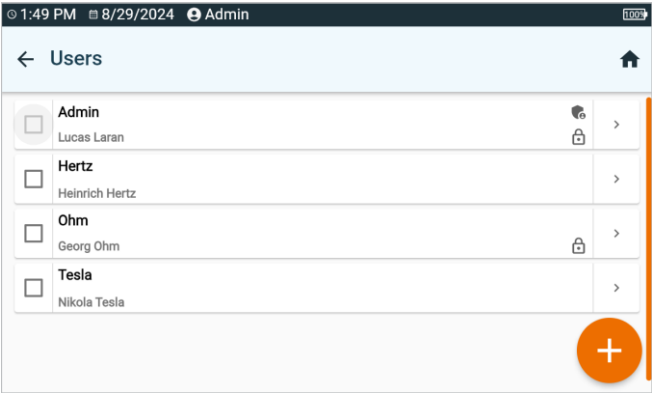 1:49 PM 8/29/2024 Admin 100%
Users
Admin
Lucas Laran
Hertz
Heinrich Hertz
Ohm
Georg Ohm
Tesla
Nikola Tesla